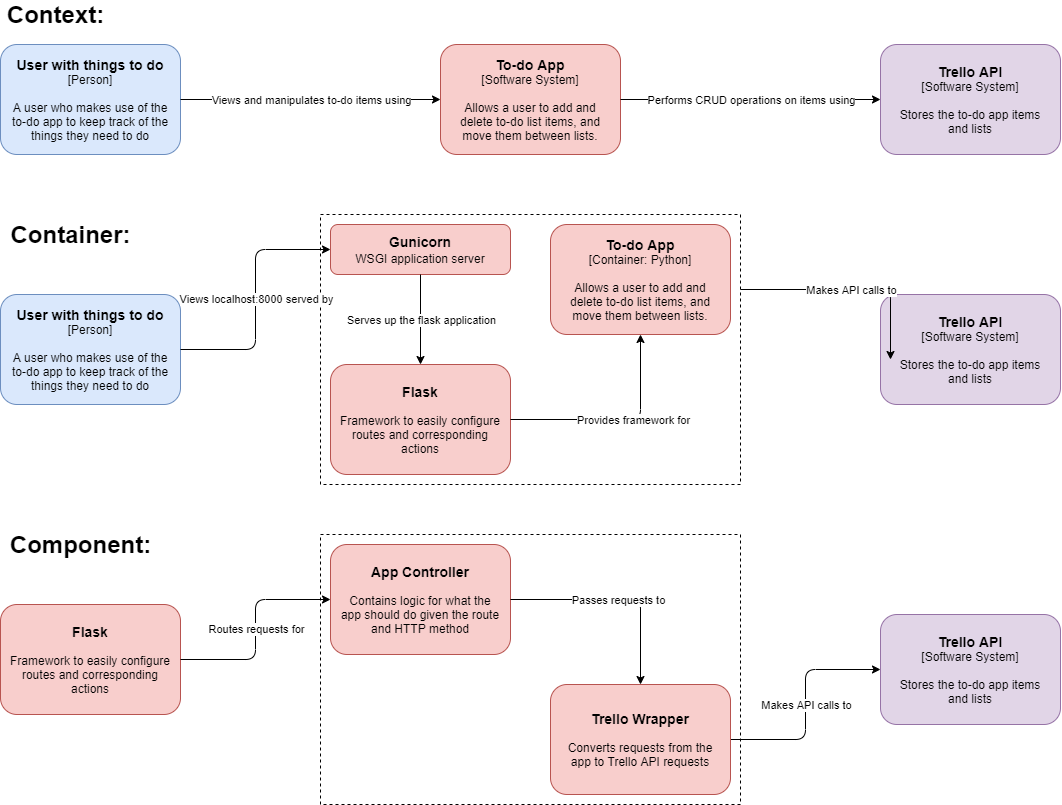 Context:
User with things to do
[Person]
A user who makes use of the
to-do app to keep track of the
things they need to do
Views and manipulates to-do items using
To-do App
[Software System]
Allows a user to add and
delete to-do list items, and
move them between lists.
Performs CRUD operations on items using
Trello API
[Software System]
Stores the to-do app items
and lists
Container:
User with things to do
[Person]
A user who makes use of the
to-do app to keep track of the
things they need to do
Views localhost:8000 served by
Gunicorn
WSGI application server
Serves up the flask application
Flask
Framework to easily configure
routes and corresponding
actions
Provides framework for
To-do App
[Container: Python]
Allows a user to add and
delete to-do list items, and
move them between lists.
Makes API calls to
Trello API
[Software System]
Stores the to-do app items
and lists
Component:
Flask
Framework to easily configure
routes and corresponding
actions
Routes requests for
App Controller
Contains logic for what the
app should do given the route
and HTTP method
Passes requests to
Trello Wrapper
Converts requests from the
app to Trello API requests
Makes API calls to
Trello API
[Software System]
Stores the to-do app items
and lists